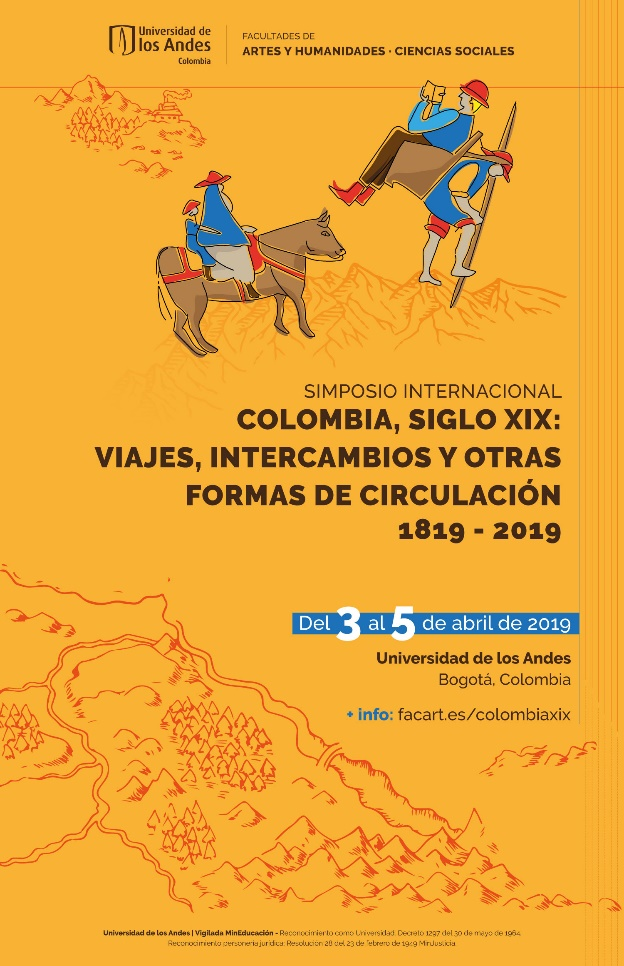 Universidad de
los Andes
Colombia
FACULTADES DE
ARTES Y HUMANIDADES · CIENCIAS SOCIALES
SIMPOSIO INTERNACIONAL
COLOMBIA, SIGLO XIX:
VIAJES, INTERCAMBIOS Y OTRAS
FORMAS DE CIRCULACIÓN
1819 - 2019
Del 3 al 5 de abril de 2019
Universidad de los Andes
Bogotá, Colombia
+ info: facart.es/colombiaxix
Universidad de los Andes | Vigilada MinEducación - Reconocimiento como Universidad: Decreto 1297 del 30 de mayo de 1964.
Reconocimiento personería jurídica: Resolución 28 del 23 de febrero de 1949 MinJusticia.